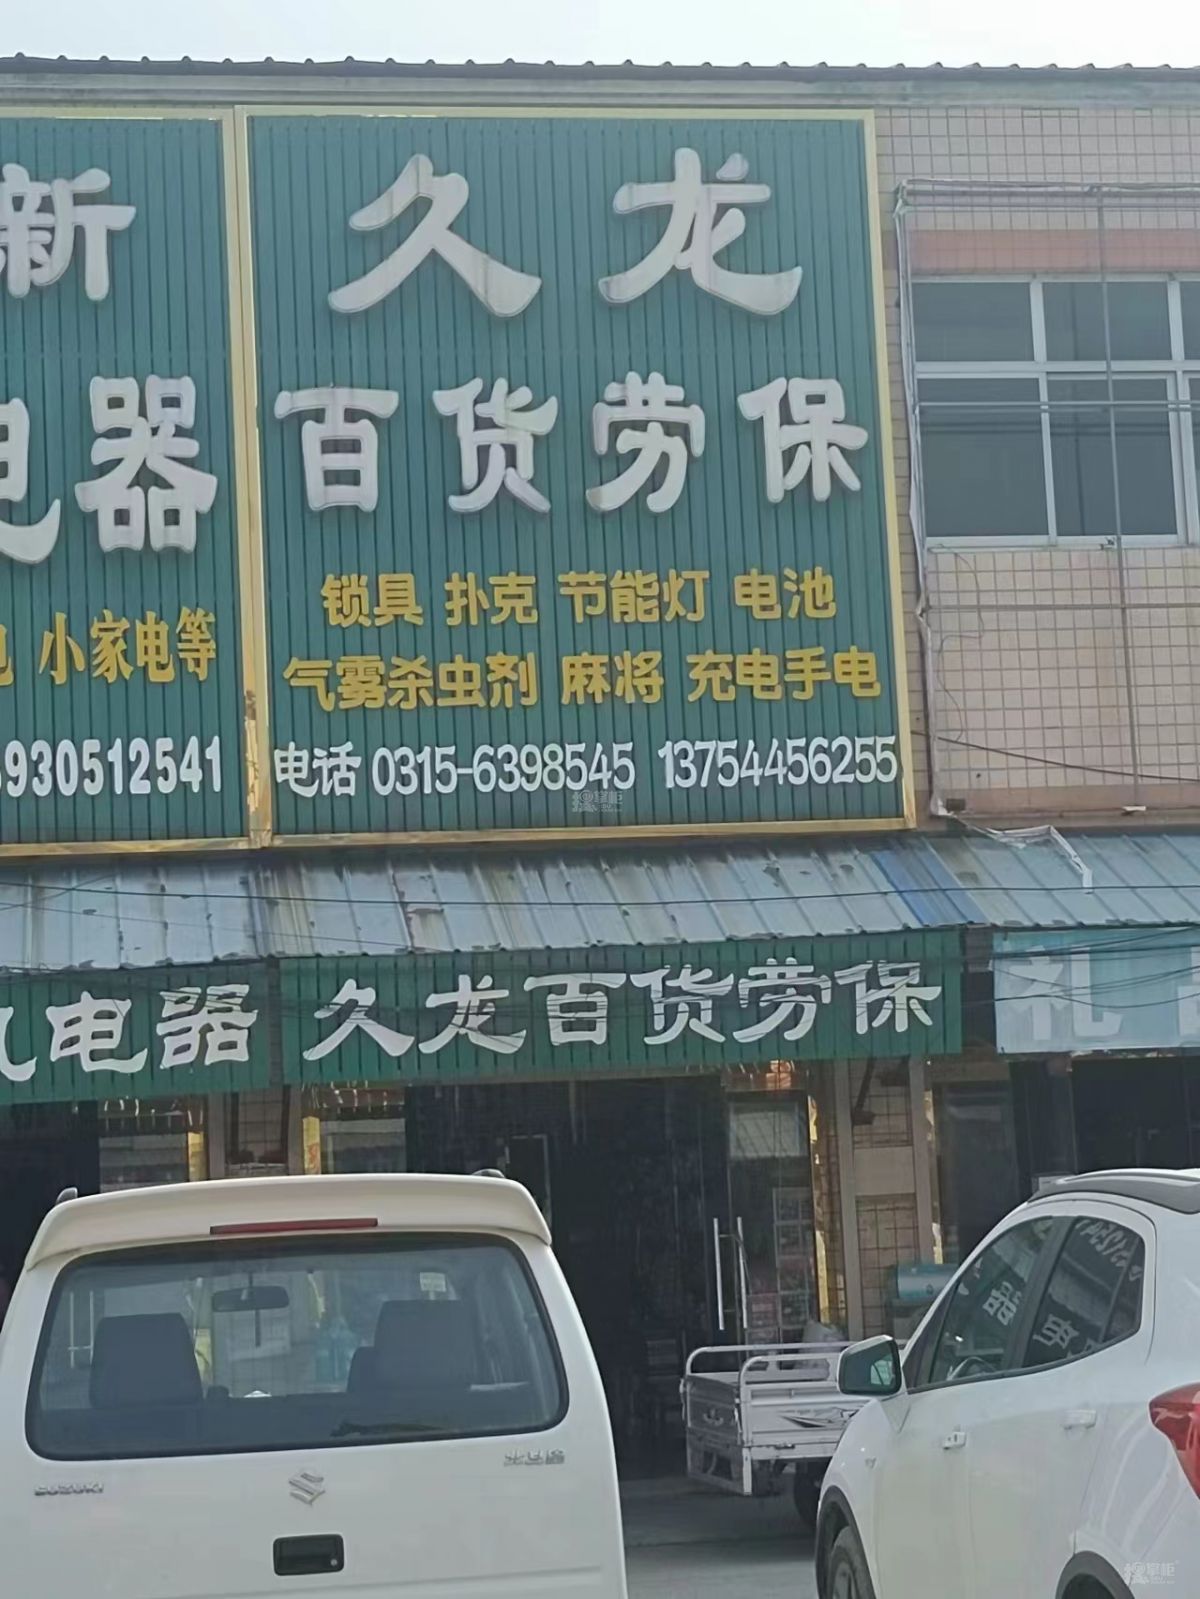 新
久龙
电器
百货劳保
锁具 扑克 节能灯 电池
小家电等
气雾杀虫剂 麻将 充电手电
930512541
电话 0315-6398545 13754456255
电器
久龙百货劳保
礼
SUZUKI